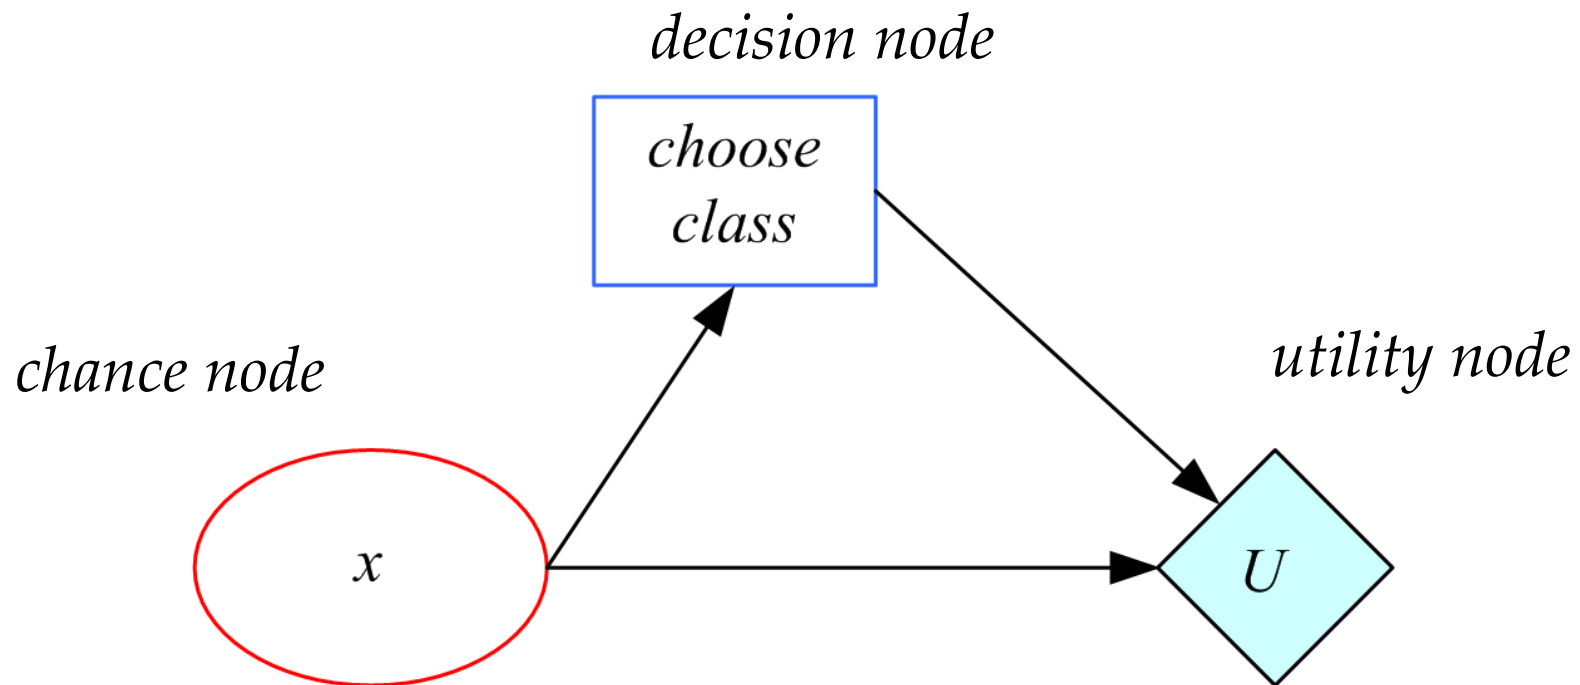 decision node
choose
class
chance node
utility node
x
U